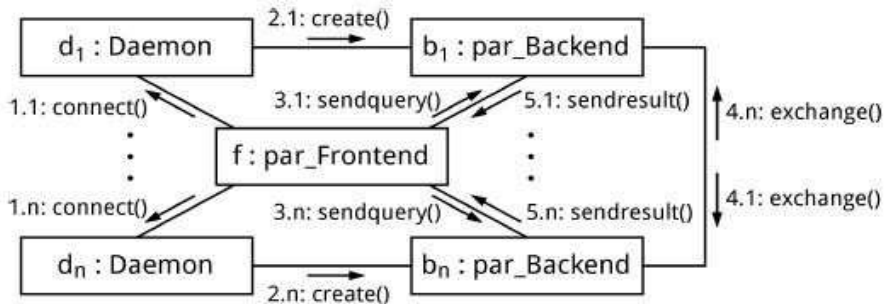 2.1: create()
d1 : Daemon
b1 : par_Backend
1.1: connect()
3.1: sendquery()
5.1: sendresult()
4.n: exchange()
f : par_Frontend
1.n: connect()
3.n: sendquery()
5.n: sendresult()
4.1: exchange()
dn : Daemon
bn : par_Backend
2.n: create()